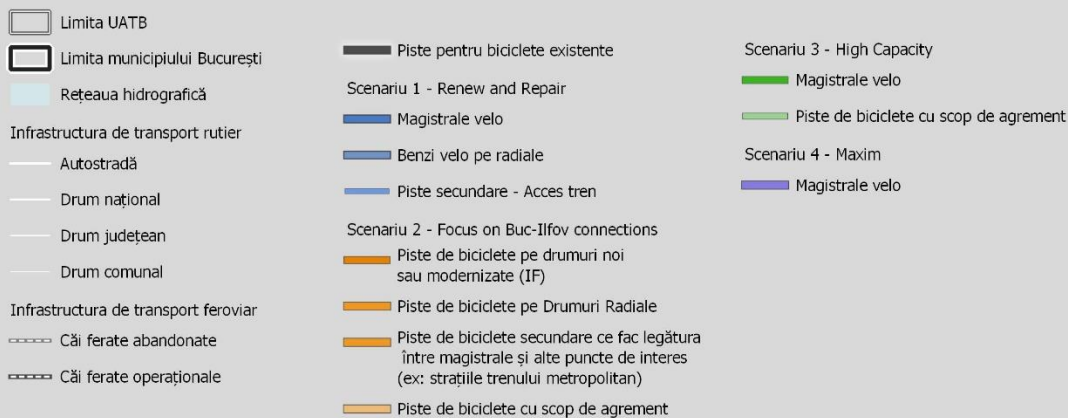 Limita UATB
Limita municipiului București
Rețeaua hidrografică
Infrastructura de transport rutier
Autostradă
Drum național
Drum județean
Drum comunal
Infrastructura de transport feroviar
Căi ferate abandonate
Căi ferate operaționale
Piste pentru biciclete existente
Scenariu 1 - Renew and Repair
Magistrale velo
Benzi velo pe radiale
Piste secundare - Acces tren
Scenariu 2 - Focus on Buc-Ilfov connections
Piste de biciclete pe drumuri noi
sau modernizate (IF)
Piste de biciclete pe Drumuri Radiale
Piste de biciclete secundare ce fac legătura
între magistrale și alte puncte de interes
(ex: strațiile trenului metropolitan)
Piste de biciclete cu scop de agrement
Scenariu 3 - High Capacity
Magistrale velo
Piste de biciclete cu scop de agrement
Scenariu 4 - Maxim
Magistrale velo